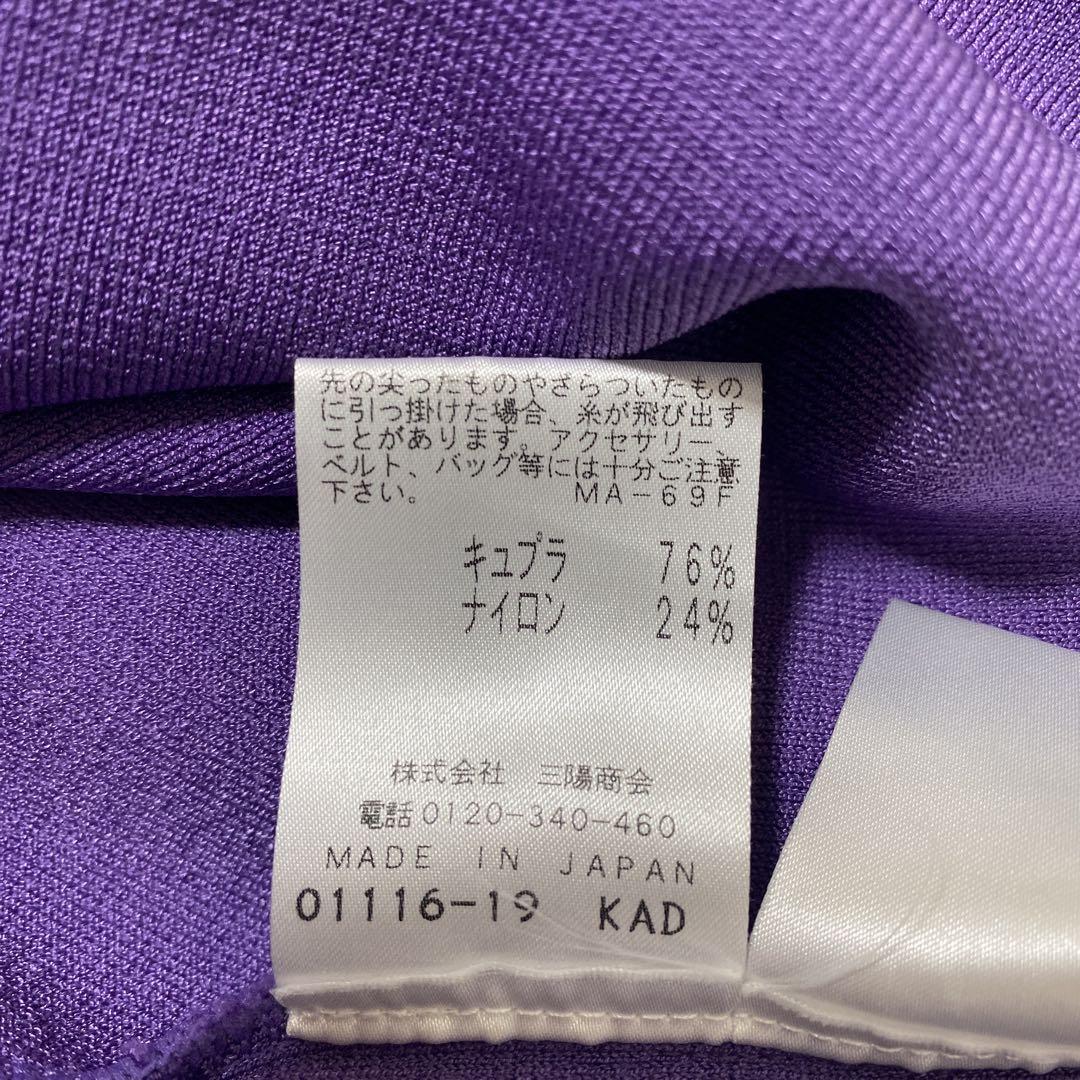 先の尖ったものやざらついたもの
に引っ掛けた場合、糸が飛び出す
ことがあります。アクセサリー、
ベルト、バッグ等には十分ご注意
下さい。 MA-69F
キュプラ 76%
ナイロン 24%
株式会社 三陽商会
電話0120-340-460
MADE IN JAPAN
01116-19 KAD